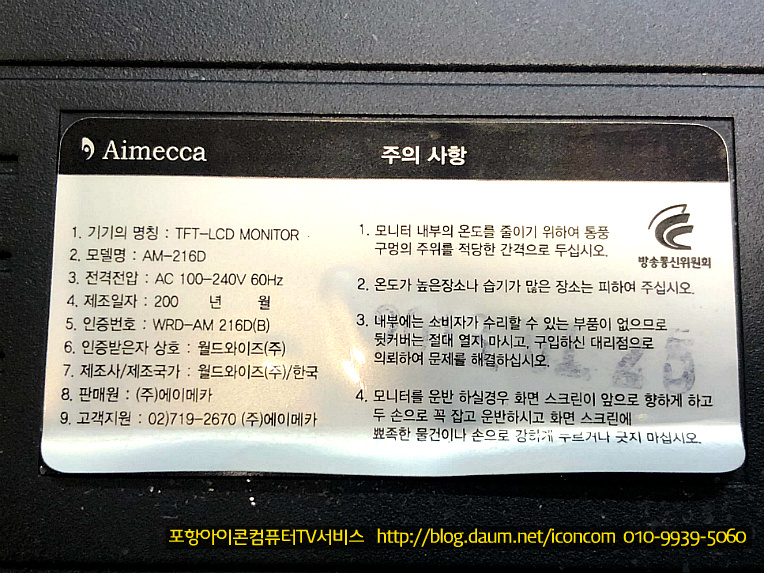 Aimecca
주의 사항
1. 기기의 명칭 : TFT-LCD MONITOR
2. 모델명 : AM-216D
3. 전격전압 : AC 100-240V 60Hz
4. 제조일자 : 200 년 월
5. 인증번호 : WRD-AM 216D(B)
6. 인증받은자 상호 : 월드와이즈(주)
7. 제조사/제조국가 : 월드와이즈(주)/한국
8. 판매원 : (주)에이메카
9. 고객지원 : 02)719-2670 (주)에이메카
1. 모니터 내부의 온도를 줄이기 위하여 통풍
구멍의 주위를 적당한 간격으로 두십시오.
방송통신위원회
2. 온도가 높은장소나 습기가 많은 장소는 피하여 주십시오.
3. 내부에는 소비자가 수리할 수 있는 부품이 없으므로
뒷커버는 절대 열지 마시고, 구입하신 대리점으로
의뢰하여 문제를 해결하십시오.
4. 모니터를 운반 하실경우 화면 스크린이 앞으로 향하게 하고
두 손으로 꼭 잡고 운반하시고 화면 스크린에
뾰족한 물건이나 손으로 강하게 누르거나 긋지 마십시오.
포항아이콘컴퓨터TV서비스 http://blog.daum.net/iconcom 010-9939-5060